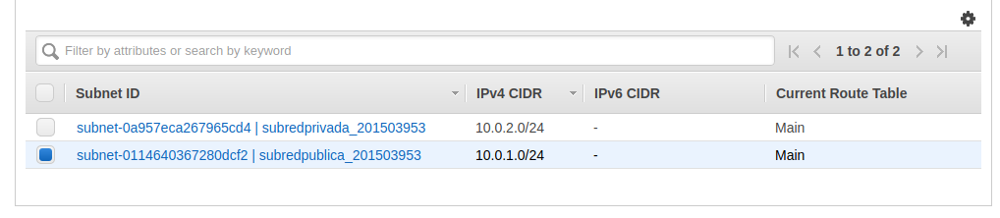 Filter by attributes or search by keyword
1 to 2 of 2
Subnet ID IPv4 CIDR IPv6 CIDR Current Route Table
subnet-0a957eca267965cd4 | subredprivada_201503953 10.0.2.0/24 - Main
subnet-0114640367280dcf2 | subredpublica_201503953 10.0.1.0/24 - Main